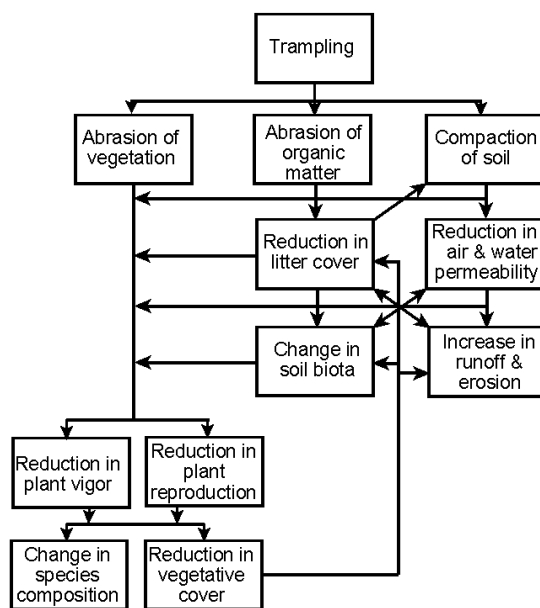 Trampling
Abrasion of
vegetation
Abrasion of
organic
matter
Compaction
of soil
Reduction in
litter cover
Reduction in
air & water
permeability
Change in
soil biota
Increase in
runoff &
erosion
Reduction in
plant vigor
Reduction in
plant
reproduction
Change in
species
composition
Reduction in
vegetative
cover